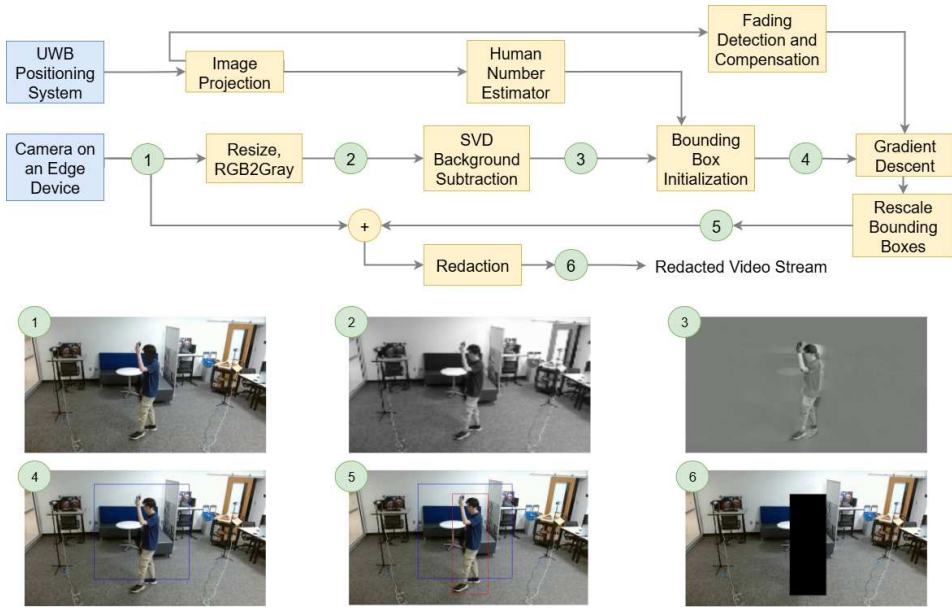 UWB
Positioning
System
Image
Projection
Human
Number
Estimator
Fading
Detection and
Compensation
Camera on
an Edge
Device
1
Resize,
RGB2Gray
2
SVD
Background
Subtraction
3
Bounding
Box
Initialization
4
Gradient
Descent
Rescale
Bounding
Boxes
5
+
Redaction
6
Redacted Video Stream
1
2
3
4
5
6